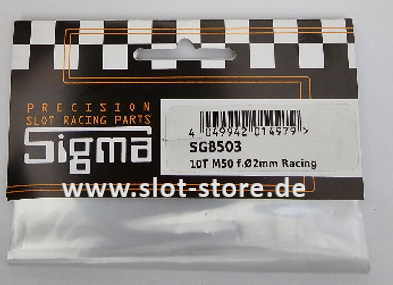 PRECISION
SLOT RACING PARTS
Sigma
4 049942 014979 >
SG8503
10T M50 f.Ø2mm Racing
www.slot-store.de